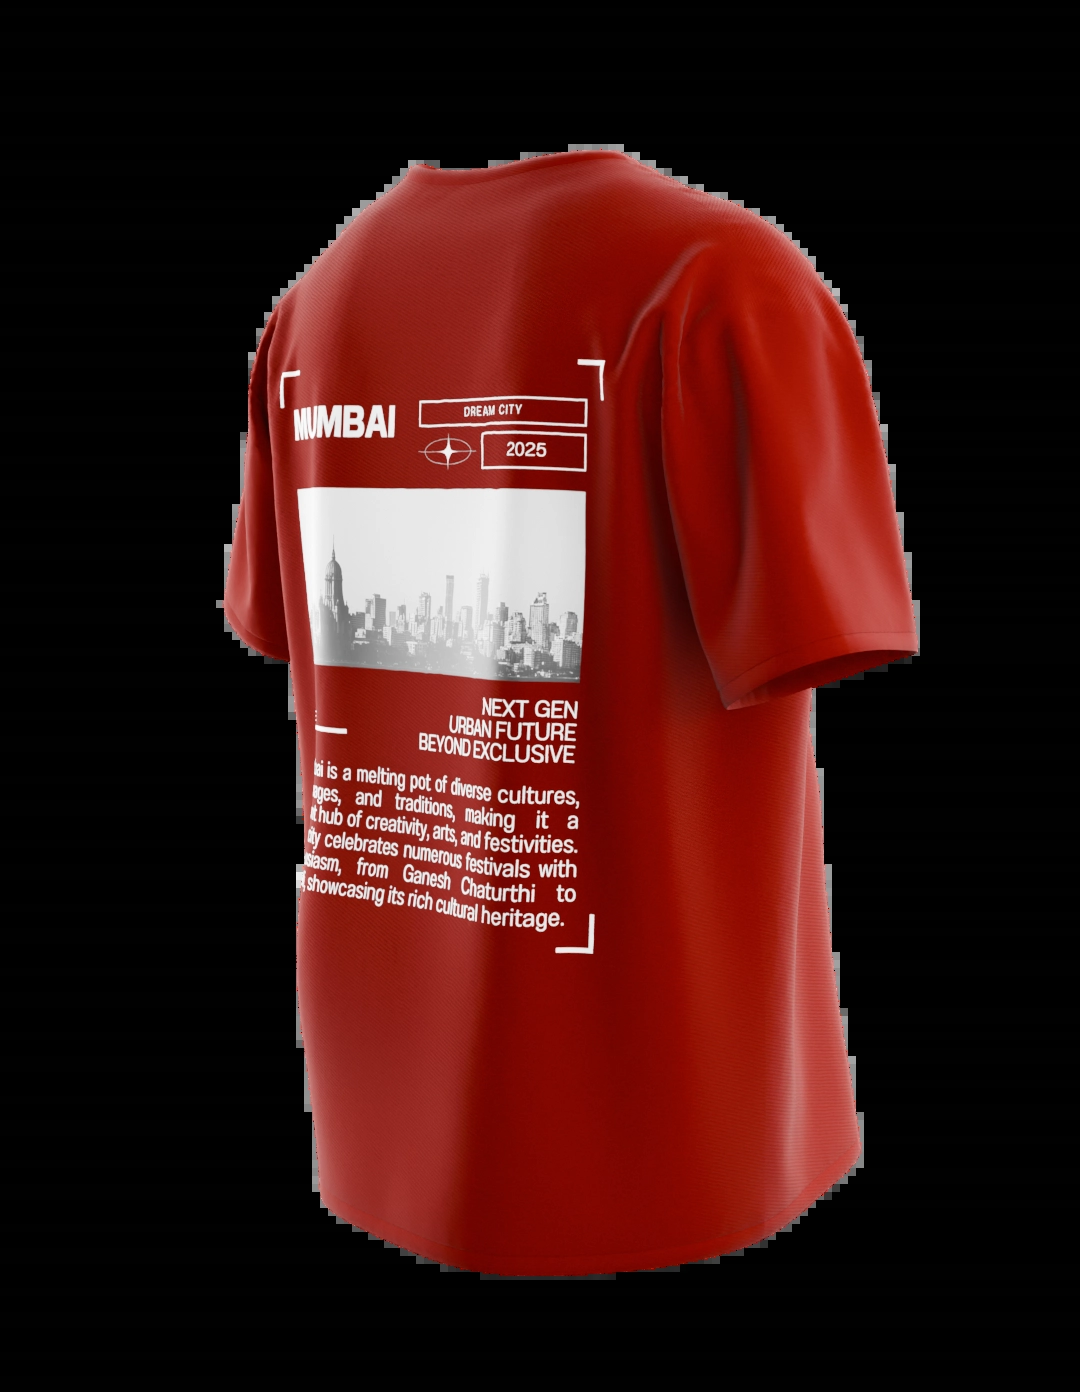 MUMBAI
DREAM CITY
2025
NEXT GEN
URBAN FUTURE
BEYOND EXCLUSIVE
is a melting pot of diverse cultures,
and traditions, making it a
hub of creativity, arts, and festivities.
celebrates numerous festivals with
from Ganesh Chaturthi to
showcasing its rich cultural heritage.